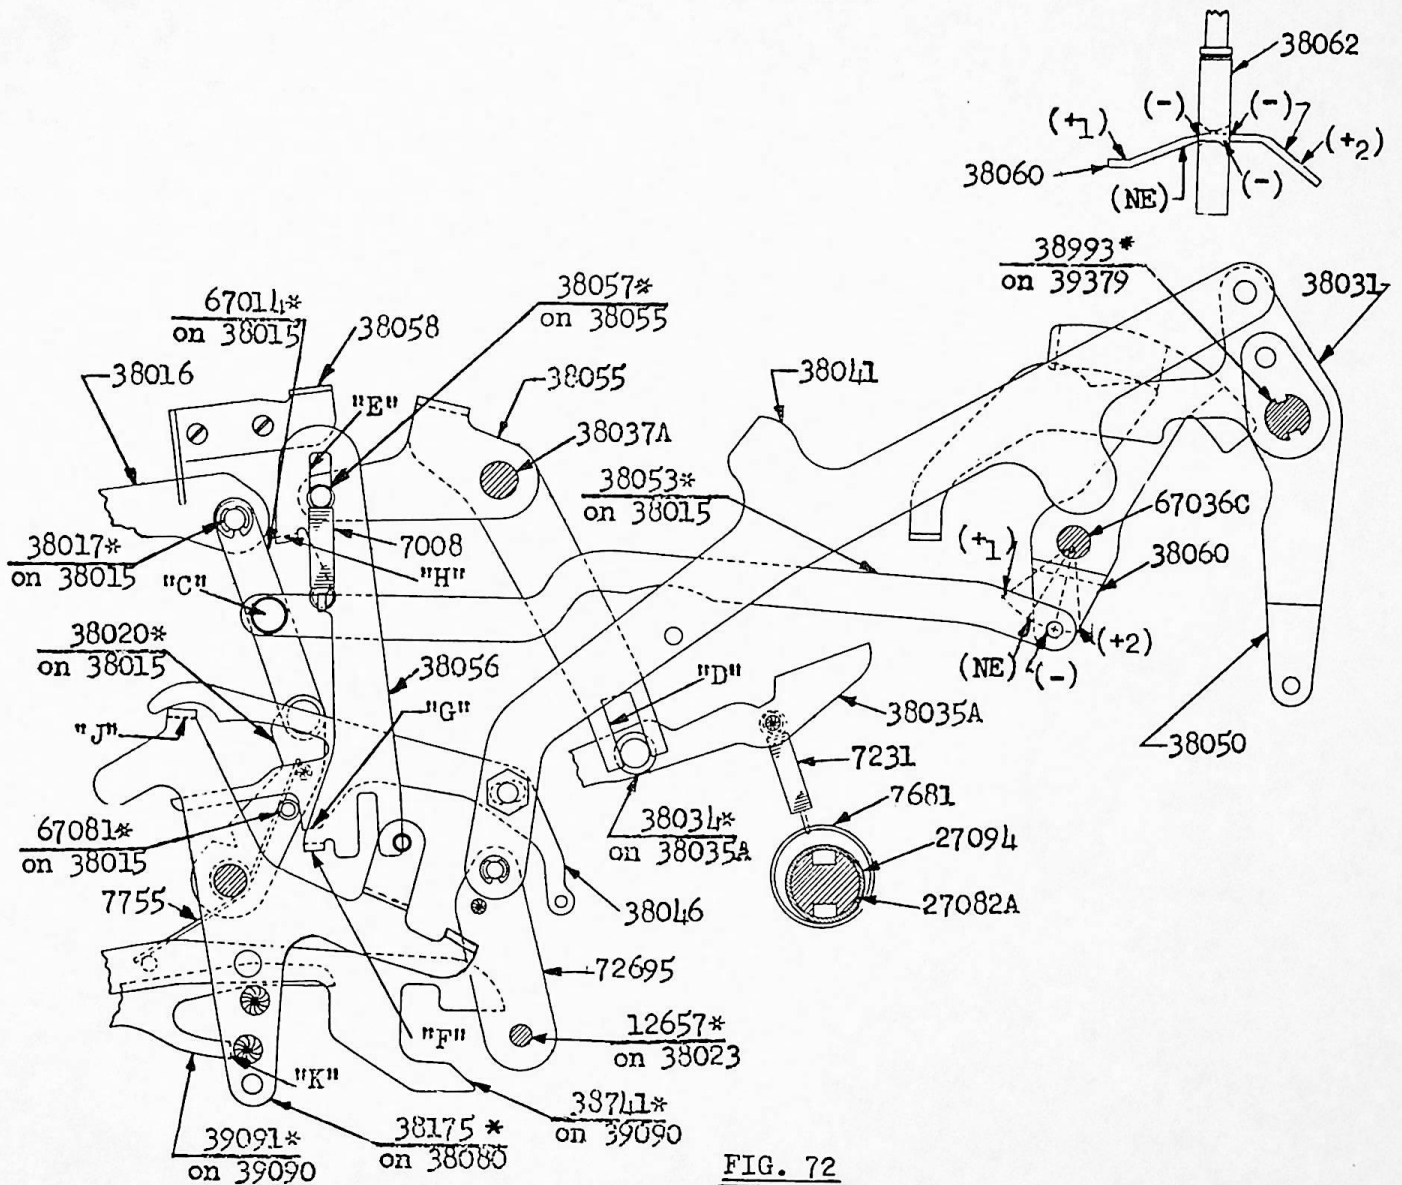 38062
(-)
(-)
(+1)
(+2)
38060
(NE)
(-)
38993*
on 39379
38031
67014*
on 38015
38058
38057*
on 38055
38016
"E"
38055
38041
38037A
38053*
on 38015
67036C
38017*
on 38015
7008
"H"
(+1)
38060
"C"
38020*
on 38015
38056
"G"
"D"
(NE)
(-)
(+2)
38035A
"J"
38050
7231
7681
67081*
on 38015
38034*
on 38035A
27094
27082A
7755
38046
72695
"F"
12657*
on 38023
"K"
38741*
on 39090
39091*
on 39090
38175 *
on 38080
FIG. 72